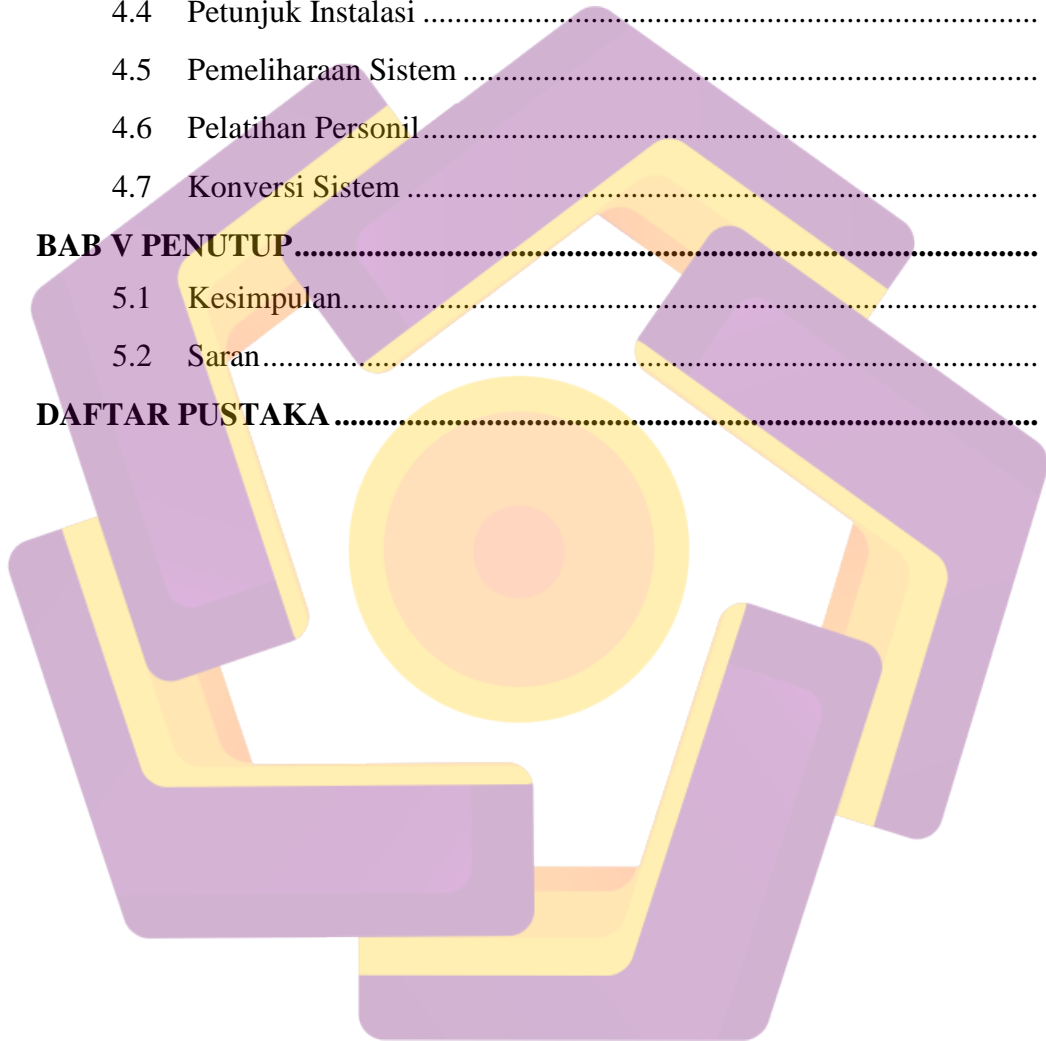 4.4 Petunjuk Instalasi ..........................................................................
4.5 Pemeliharaan Sistem .....................................................................
4.6 Pelatihan Personil..........................................................................
4.7 Konversi Sistem ............................................................................
BAB V PENUTUP...............................................................................
5.1 Kesimpulan....................................................................................
5.2 Saran..............................................................................................
DAFTAR PUSTAKA ..........................................................................